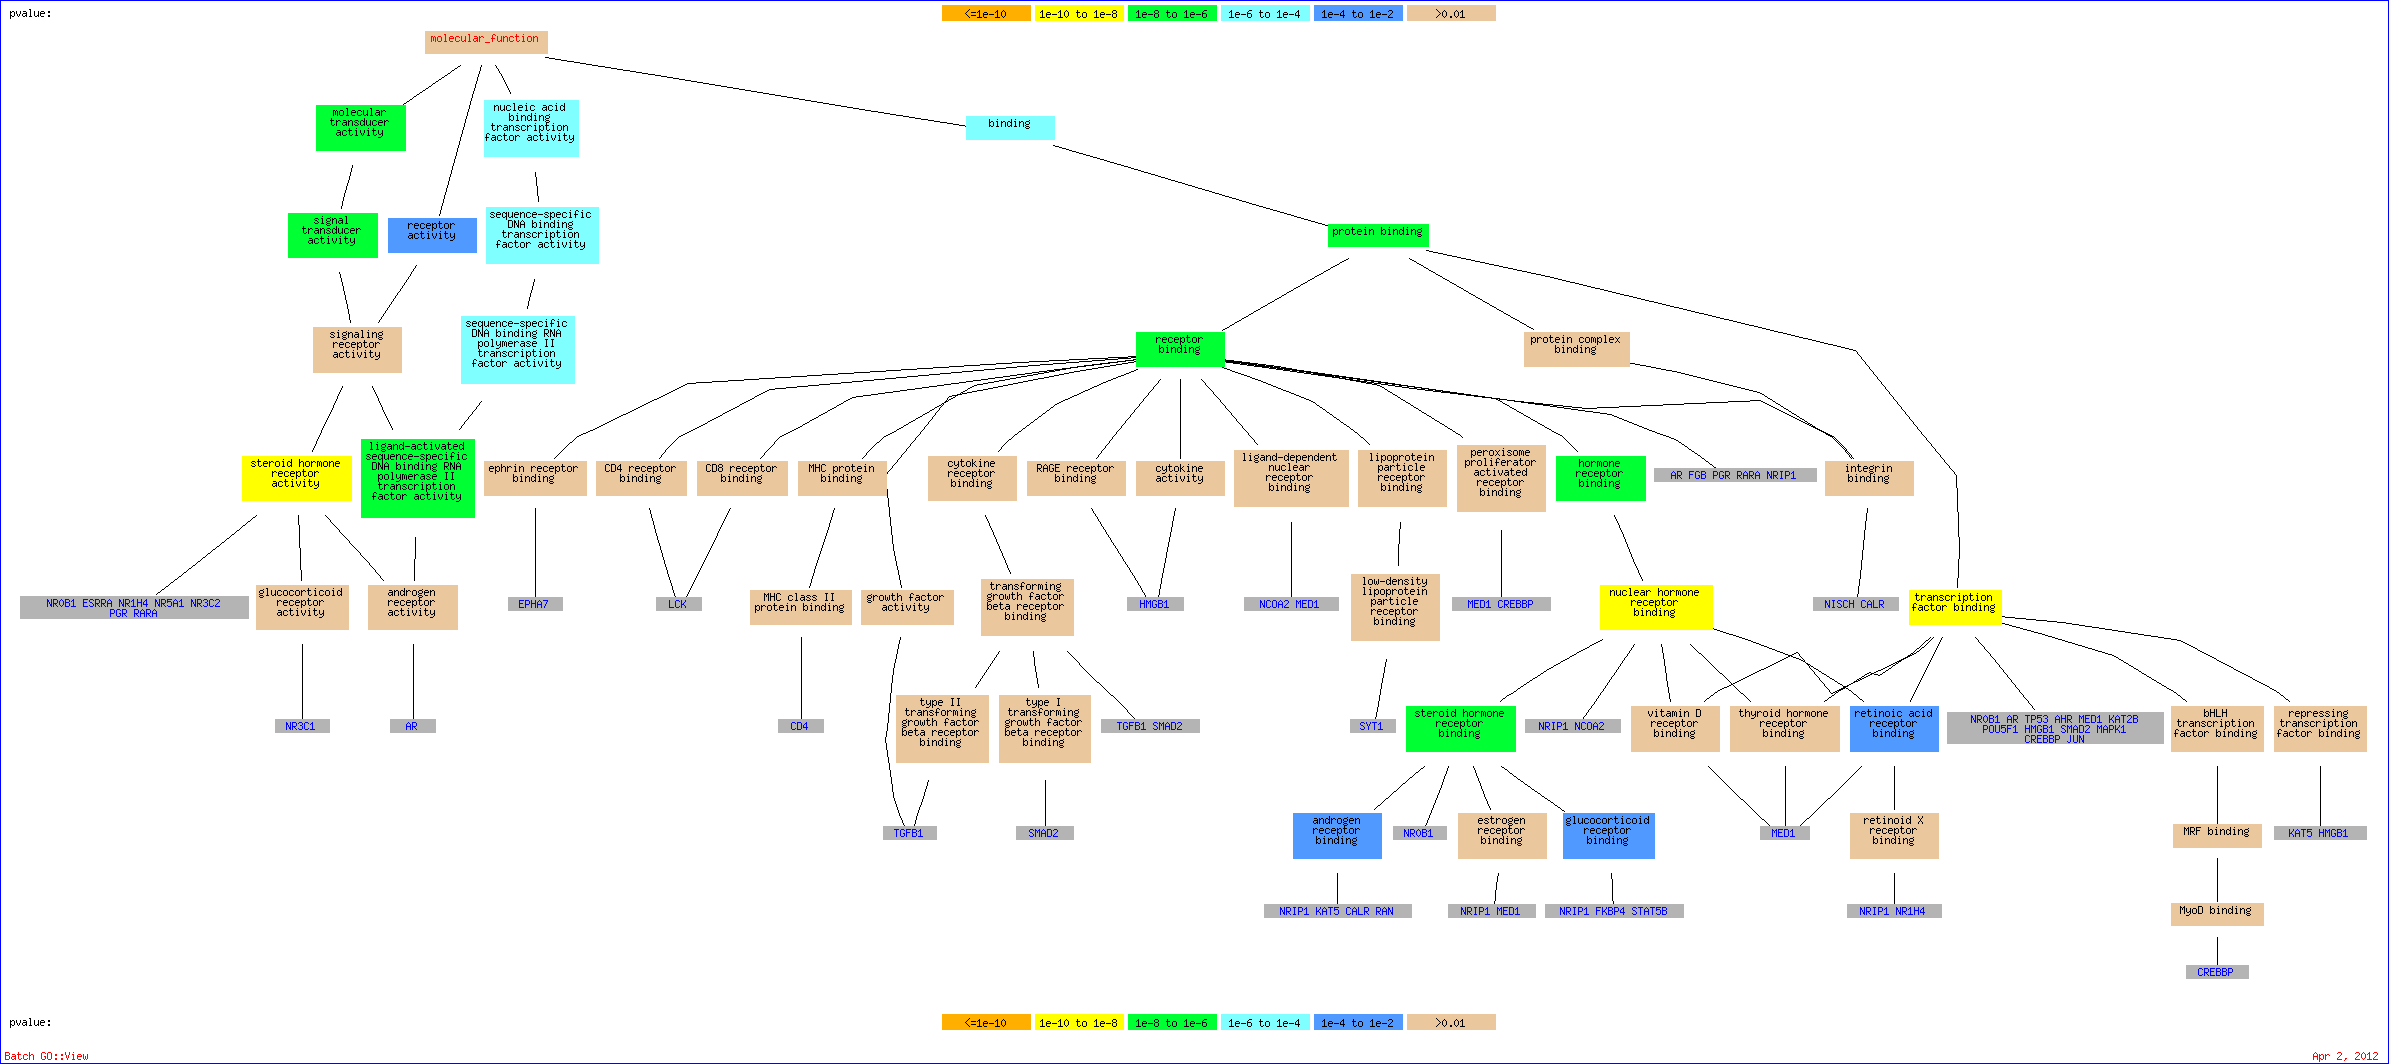 pvalue:
<=1e-10
1e-10 to 1e-8
1e-8 to 1e-6
1e-6 to 1e-4
1e-4 to 1e-2
>0.01
molecular_function
molecular
transducer
activity
nucleic acid
binding
transcription
factor activity
binding
signal
transducer
activity
receptor
activity
sequence-specific
DNA binding
transcription
factor activity
protein binding
signaling
receptor
activity
sequence-specific
DNA binding RNA
polymerase II
transcription
factor activity
receptor
binding
protein complex
binding
steroid hormone
receptor
activity
ligand-activated
sequence-specific
DNA binding RNA
polymerase II
transcription
factor activity
ephrin receptor
binding
CD4 receptor
binding
CD8 receptor
binding
MHC protein
binding
cytokine
receptor
binding
RAGE receptor
binding
cytokine
activity
ligand-dependent
nuclear
receptor
binding
lipoprotein
particle
receptor
binding
peroxisome
proliferator
activated
receptor
binding
hormone
receptor
binding
AR FGB PGR RARA NRIP1
integrin
binding
NR0B1 ESRRA NR1H4 NR5A1 NR3C2
PGR RARA
glucocorticoid
receptor
activity
androgen
receptor
activity
EPHA7
LCK
MHC class II
protein binding
growth factor
activity
transforming
growth factor
beta receptor
binding
HMGB1
NCOA2 MED1
low-density
lipoprotein
particle
receptor
binding
MED1 CREBBP
nuclear hormone
receptor
binding
NISCH CALR
transcription
factor binding
NR3C1
AR
CD4
type II
transforming
growth factor
beta receptor
binding
type I
transforming
growth factor
beta receptor
binding
TGFB1 SMAD2
SYT1
steroid hormone
receptor
binding
NRIP1 NCOA2
vitamin D
receptor
binding
thyroid hormone
receptor
binding
retinoic acid
receptor
binding
NR0B1 AR TP53 AHR MED1 KAT2B
POU5F1 HMGB1 SMAD2 MAPK1
CREBBP JUN
bHLH
transcription
factor binding
repressing
transcription
factor binding
TGFB1
SMAD2
androgen
receptor
binding
NR0B1
estrogen
receptor
binding
glucocorticoid
receptor
binding
MED1
retinoid X
receptor
binding
MRF binding
KAT5 HMGB1
NRIP1 KAT5 CALR RAN
NRIP1 MED1
NRIP1 FKBP4 STAT5B
NRIP1 NR1H4
MyoD binding
CREBBP
pvalue:
<=1e-10
1e-10 to 1e-8
1e-8 to 1e-6
1e-6 to 1e-4
1e-4 to 1e-2
>0.01
Batch GO::View
Apr 2, 2012